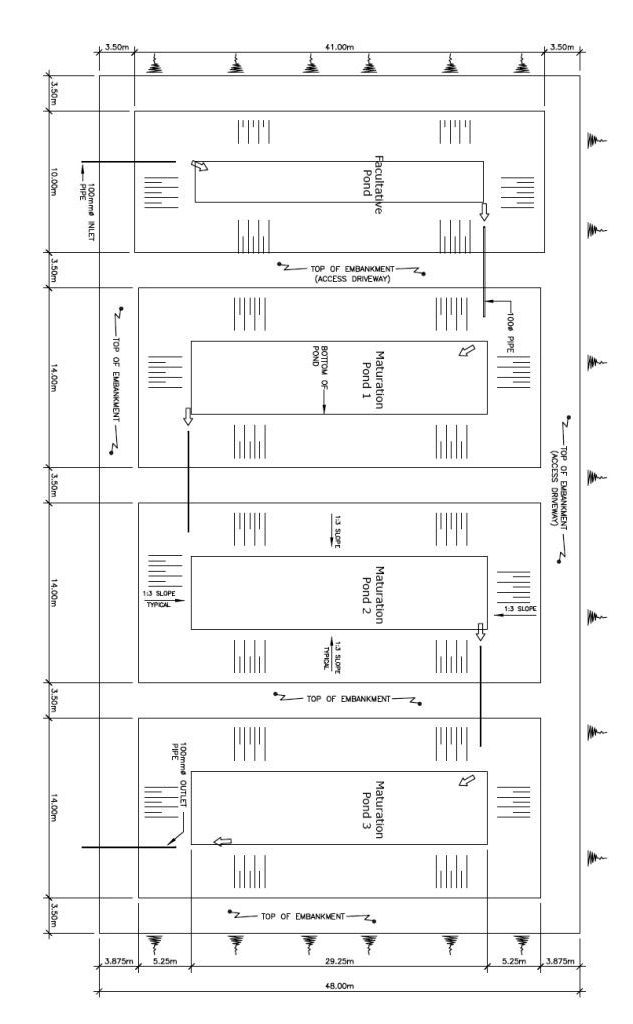 3.50m
41.00m
3.50m
3.50m
10.00m
100mmø INLET
PIPE
Facultative
Pond
3.50m
TOP OF EMBANKMENT
(ACCESS DRIVEWAY)
100ø PIPE
14.00m
TOP OF EMBANKMENT
BOTTOM OF
POND
Maturation
Pond 1
TOP OF EMBANKMENT
(ACCESS DRIVEWAY)
3.50m
1:3 SLOPE
14.00m
1:3 SLOPE
TYPICAL
Maturation
Pond 2
1:3 SLOPE
1:3 SLOPE
TYPICAL
3.50m
TOP OF EMBANKMENT
100mmø OUTLET
PIPE
14.00m
Maturation
Pond 3
3.50m
TOP OF EMBANKMENT
3.875m
5.25m
29.25m
5.25m
3.875m
48.00m